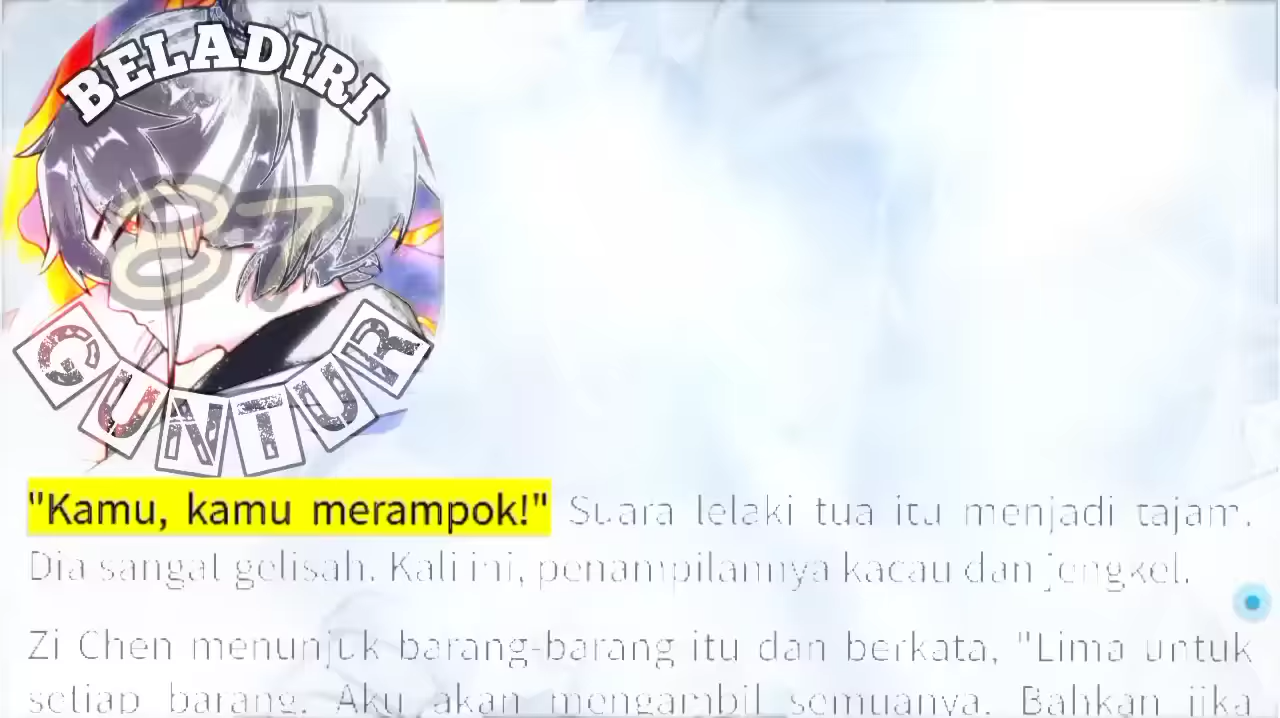 BELADIRI
87
GUNTUR
"Kamu, kamu merampok!" Suara lelaki tua itu menjadi tajam.
Dia sangat gelisah. Kali ini, penampilannya kacau dan jengkel.
Zi Chen menunjuk barang-barang itu dan berkata, "Lima untuk
setiap barang. Aku akan mengambil semuanya. Bahkan jika